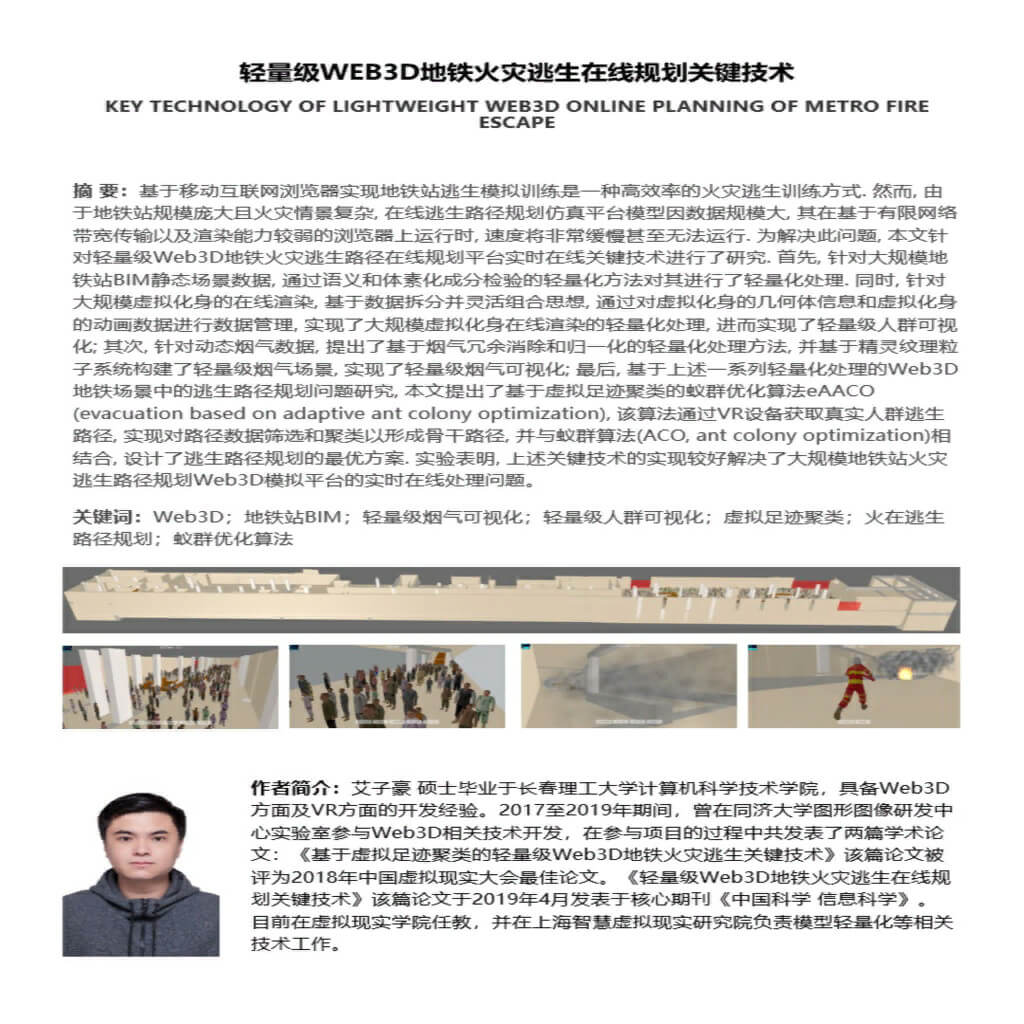 轻量级WEB3D地铁火灾逃生在线规划关键技术
KEY TECHNOLOGY OF LIGHTWEIGHT WEB3D ONLINE PLANNING OF METRO FIRE
ESCAPE
摘 要：基于移动互联网浏览器实现地铁站逃生模拟训练是一种高效率的火灾逃生训练方式. 然而, 由
于地铁站规模庞大且火灾情景复杂, 在线逃生路径规划仿真平台模型因数据规模大, 其在基于有限网络
带宽传输以及渲染能力较弱的浏览器上运行时, 速度将非常缓慢甚至无法运行. 为解决此问题, 本文针
对轻量级Web3D地铁火灾逃生路径在线规划平台实时在线关键技术进行了研究. 首先, 针对大规模地
铁站BIM静态场景数据, 通过语义和体素化成分检验的轻量化方法对其进行了轻量化处理. 同时, 针对
大规模虚拟化身的在线渲染, 基于数据拆分并灵活组合思想, 通过对虚拟化身的几何体信息和虚拟化身
的动画数据进行数据管理, 实现了大规模虚拟化身在线渲染的轻量化处理, 进而实现了轻量级人群可视
化; 其次, 针对动态烟气数据, 提出了基于烟气冗余消除和归一化的轻量化处理方法, 并基于精灵纹理粒
子系统构建了轻量级烟气场景, 实现了轻量级烟气可视化; 最后, 基于上述一系列轻量化处理的Web3D
地铁场景中的逃生路径规划问题研究, 本文提出了基于虚拟足迹聚类的蚁群优化算法eAACO
(evacuation based on adaptive ant colony optimization), 该算法通过VR设备获取真实人群逃生
路径, 实现对路径数据筛选和聚类以形成骨干路径, 并与蚁群算法(ACO, ant colony optimization)相
结合, 设计了逃生路径规划的最优方案. 实验表明, 上述关键技术的实现较好解决了大规模地铁站火灾
逃生路径规划Web3D模拟平台的实时在线处理问题。
关键词：Web3D；地铁站BIM；轻量级烟气可视化；轻量级人群可视化；虚拟足迹聚类；火在逃生
路径规划；蚁群优化算法
作者简介：艾子豪 硕士毕业于长春理工大学计算机科学技术学院，具备Web3D
方面及VR方面的开发经验。2017至2019年期间，曾在同济大学图形图像研发中
心实验室参与Web3D相关技术开发，在参与项目的过程中共发表了两篇学术论
文：《基于虚拟足迹聚类的轻量级Web3D地铁火灾逃生关键技术》该篇论文被
评为2018年中国虚拟现实大会最佳论文。《轻量级Web3D地铁火灾逃生在线规
划关键技术》该篇论文于2019年4月发表于核心期刊《中国科学 信息科学》。
目前在虚拟现实学院任教，并在上海智慧虚拟现实研究院负责模型轻量化等相关
技术工作。